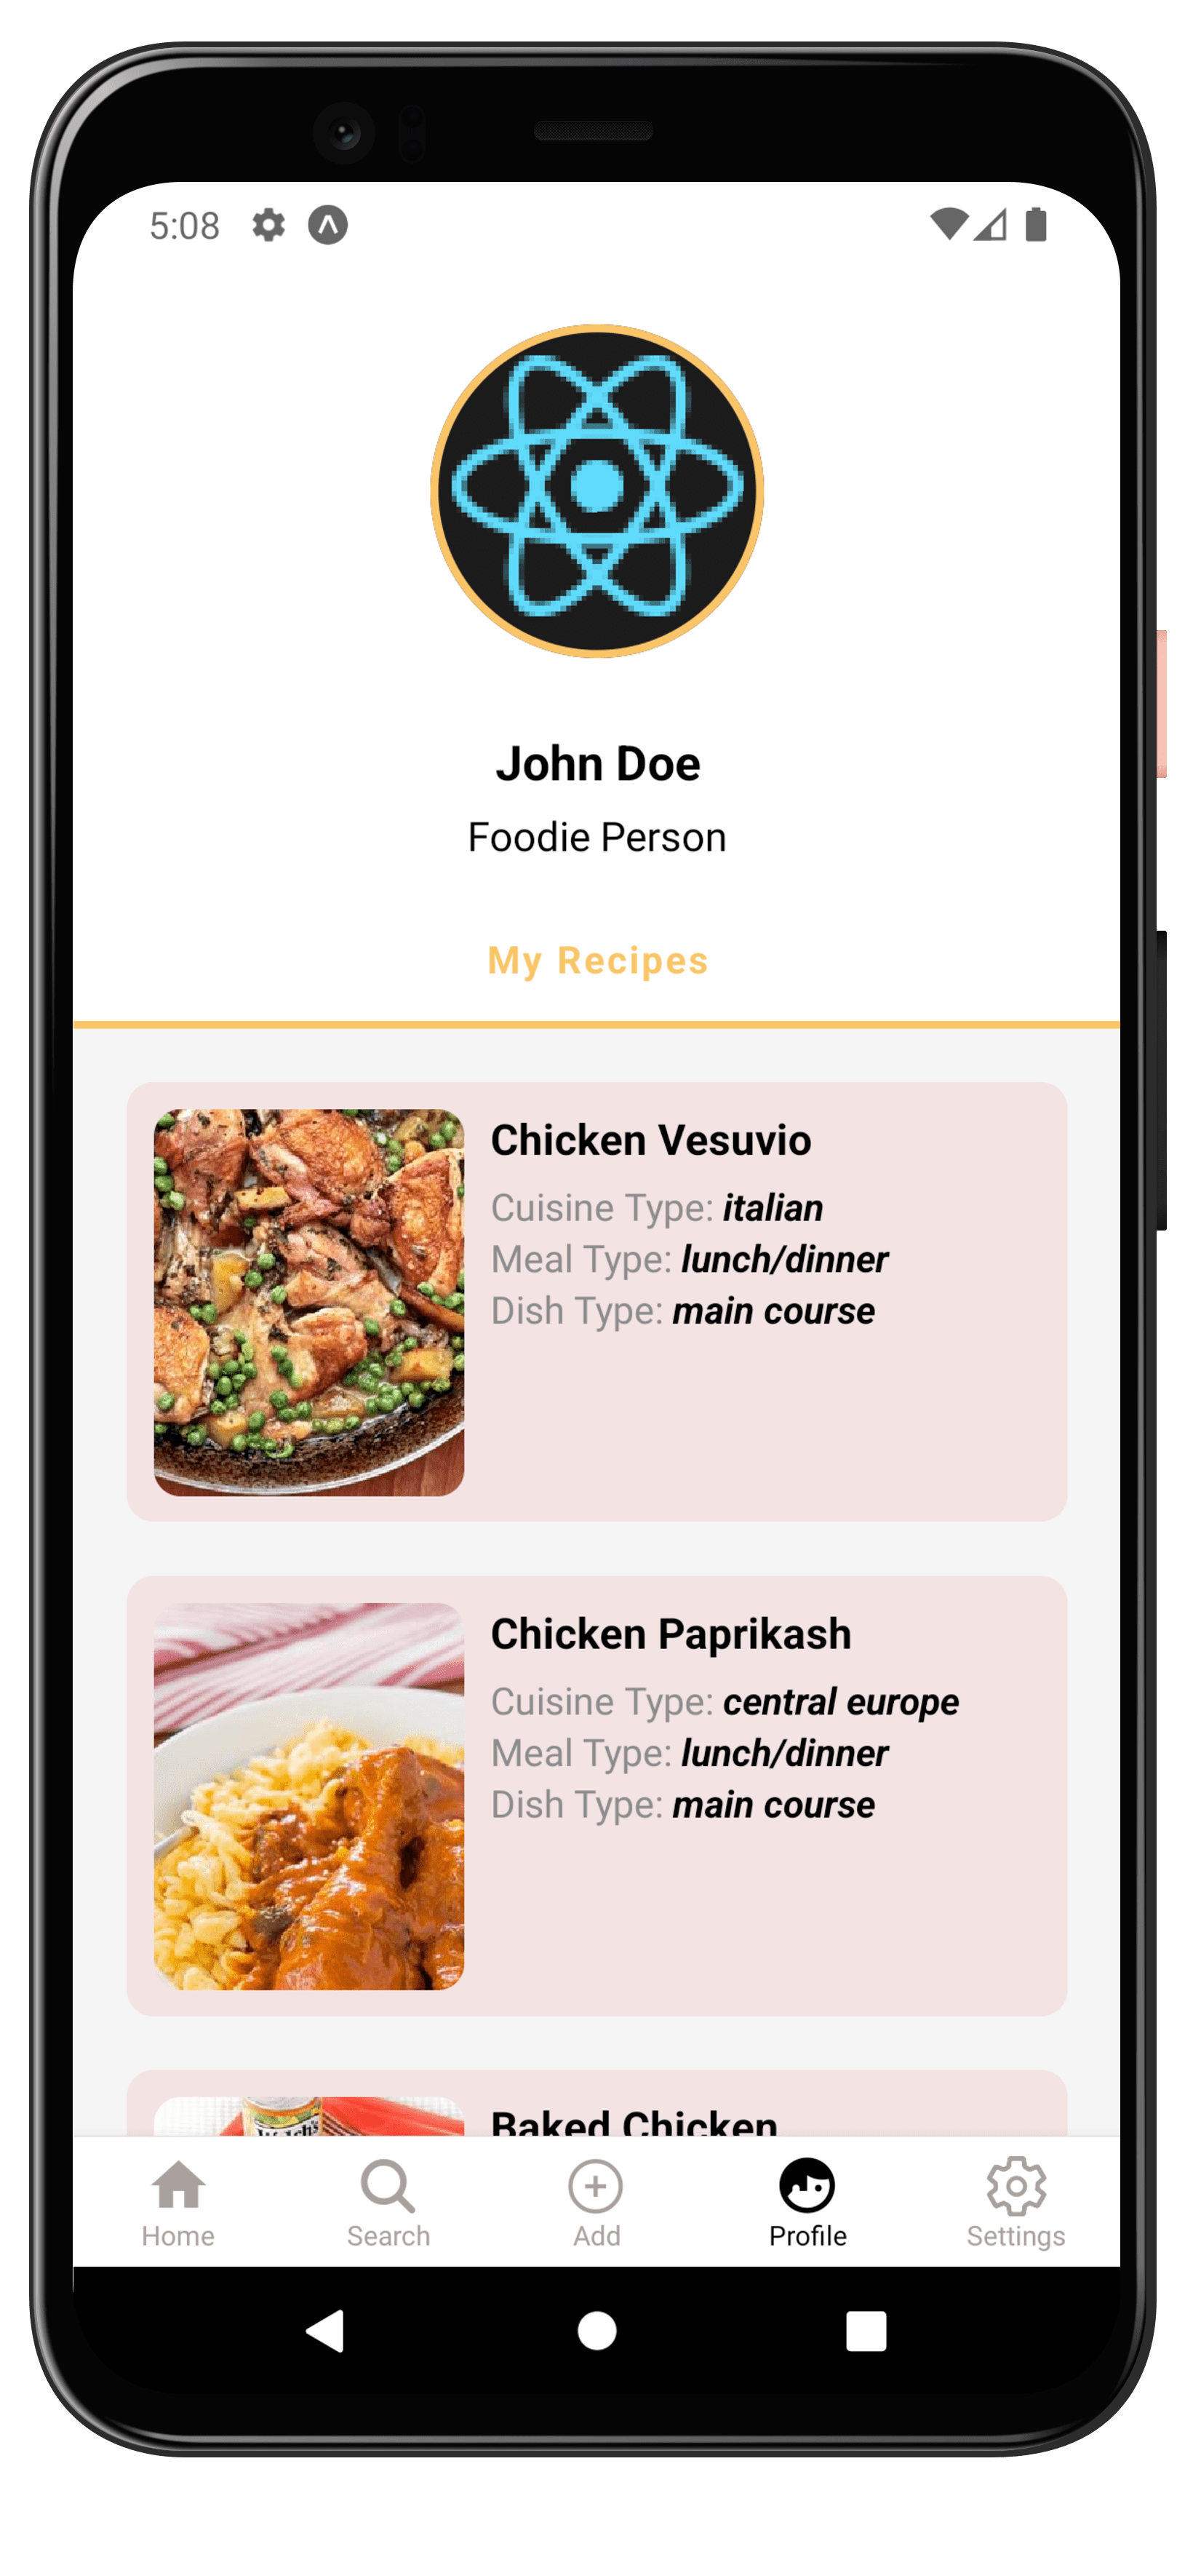 5:08
John Doe
Foodie Person
My Recipes
Chicken Vesuvio
Cuisine Type: italian
Meal Type: lunch/dinner
Dish Type: main course
Chicken Paprikash
Cuisine Type: central europe
Meal Type: lunch/dinner
Dish Type: main course
Welch's
Baked Chicken
Home
Search
Add
Profile
Settings